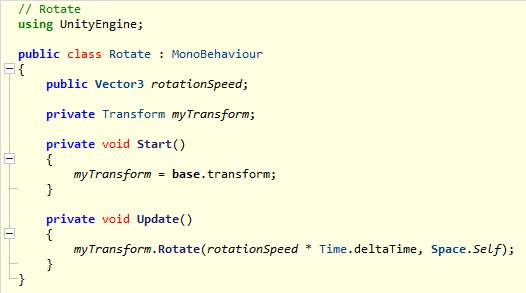 // Rotate
using UnityEngine;
public class Rotate : MonoBehaviour
{
public Vector3 rotationSpeed;
private Transform myTransform;
private void Start()
{
myTransform = base.transform;
}
private void Update()
{
myTransform.Rotate(rotationSpeed * Time.deltaTime, Space.Self);
}
}